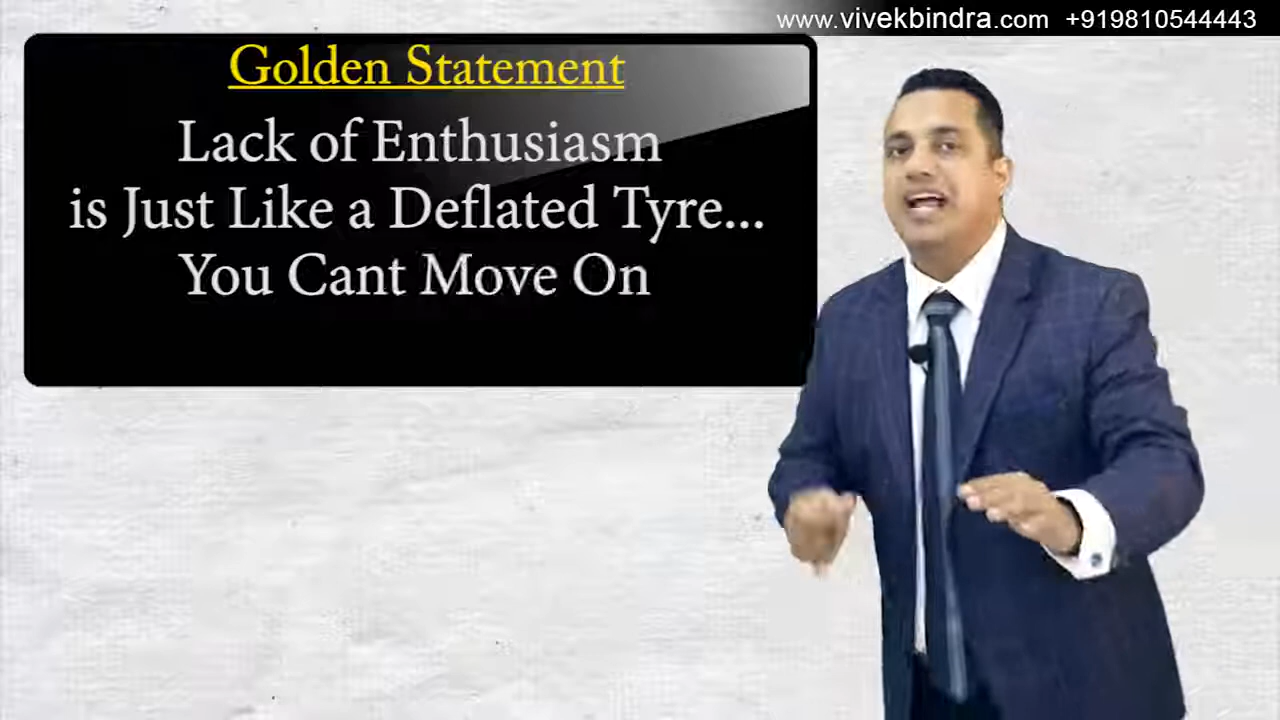 www.vivekbindra.com +919810544443
Golden Statement
Lack of Enthusiasm
is Just Like a Deflated Tyre...
You Cant Move On